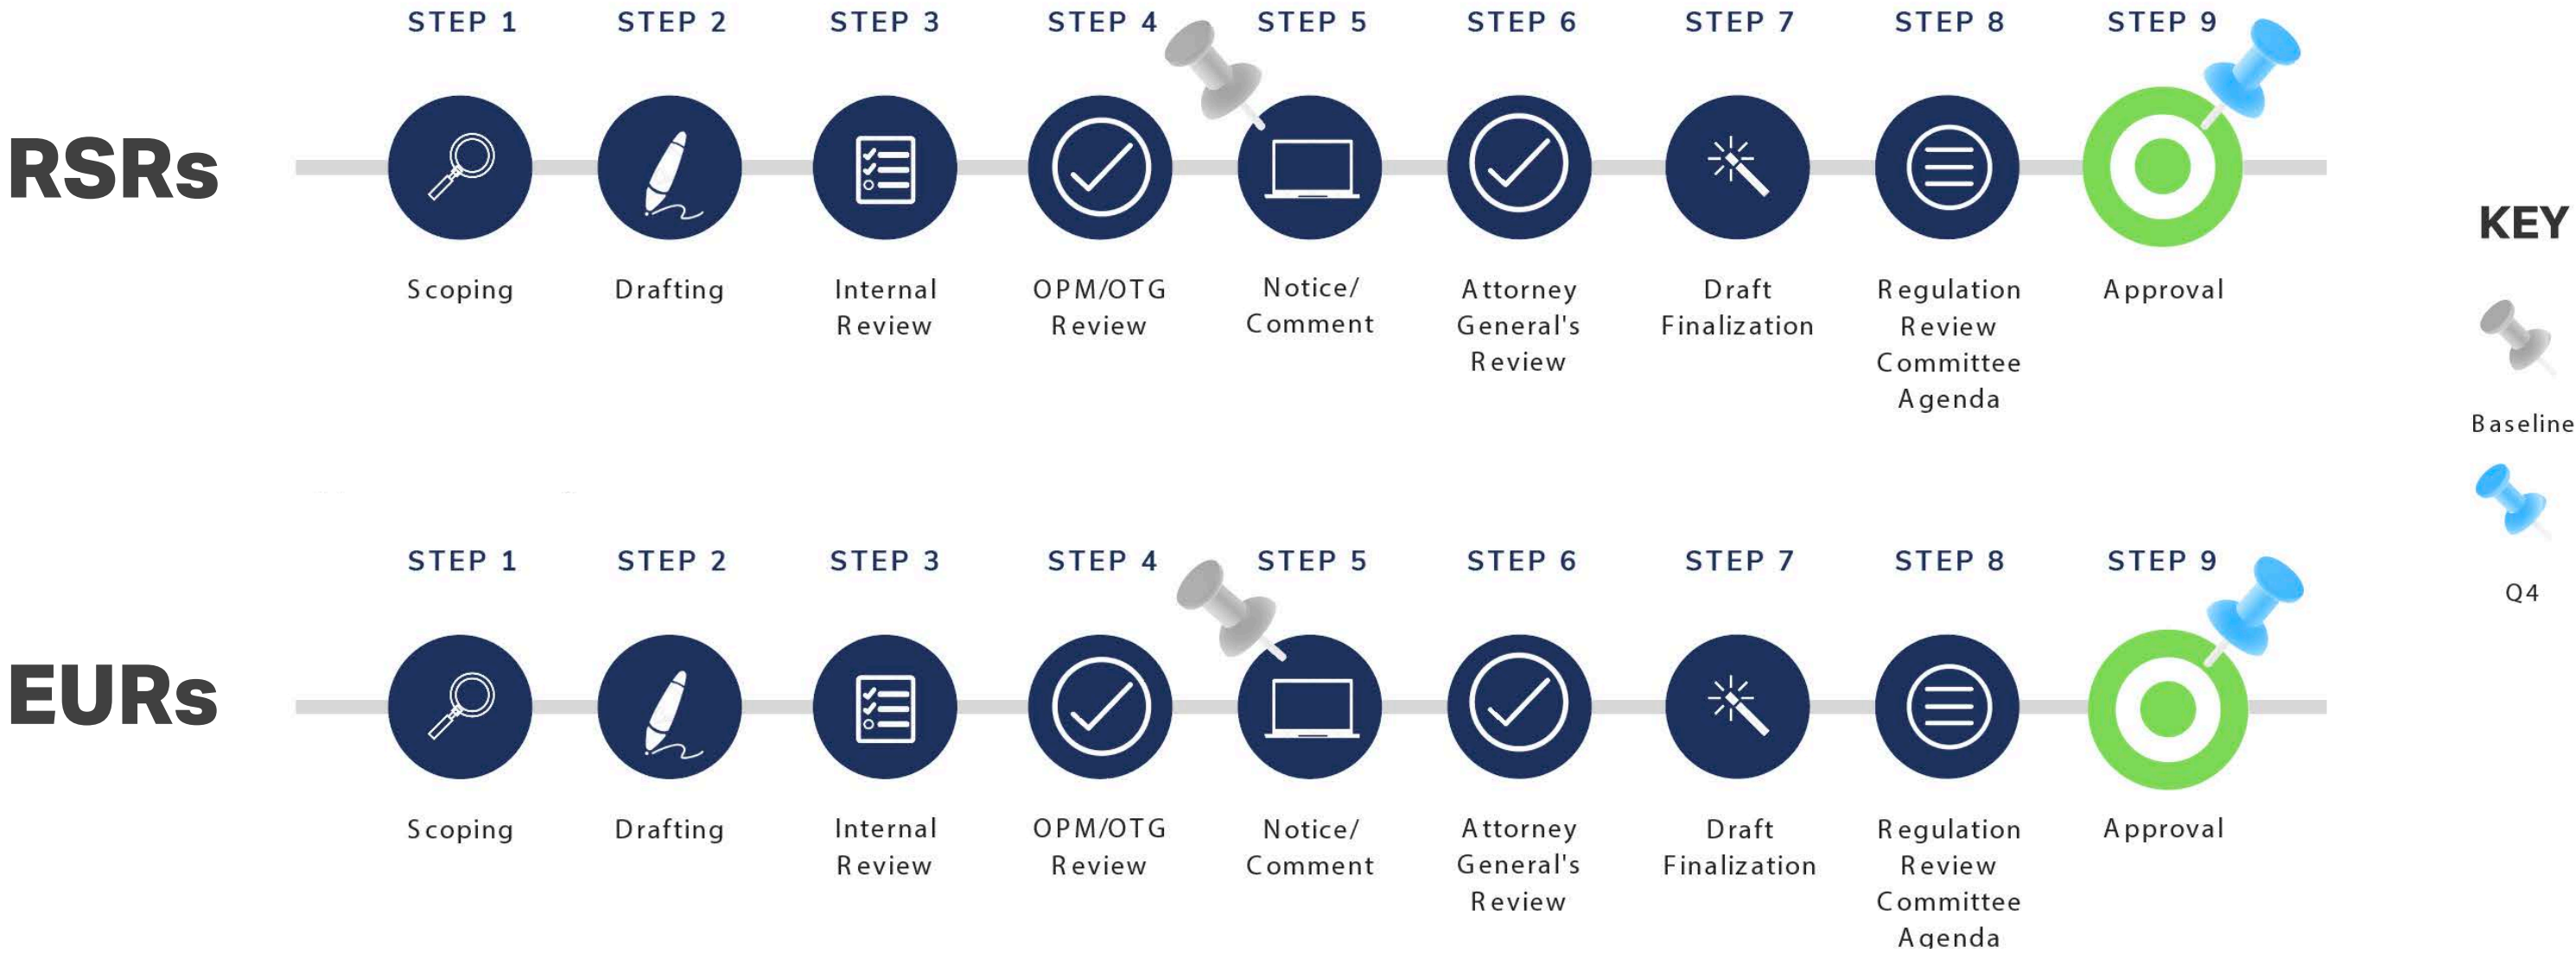 STEP 1 STEP 2 STEP 3 STEP 4 STEP 5 STEP 6 STEP 7 STEP 8 STEP 9
RSRs
Scoping Drafting Internal OPM/OTG Notice/ Attorney Draft Regulation Approval
Review Review Comment General's Finalization Review
Review Committee
Agenda
STEP 1 STEP 2 STEP 3 STEP 4 STEP 5 STEP 6 STEP 7 STEP 8 STEP 9
EURs
Scoping Drafting Internal OPM/OTG Notice/ Attorney Draft Regulation Approval
Review Review Comment General's Finalization Review
Review Committee
Agenda
KEY
Baseline
Q4